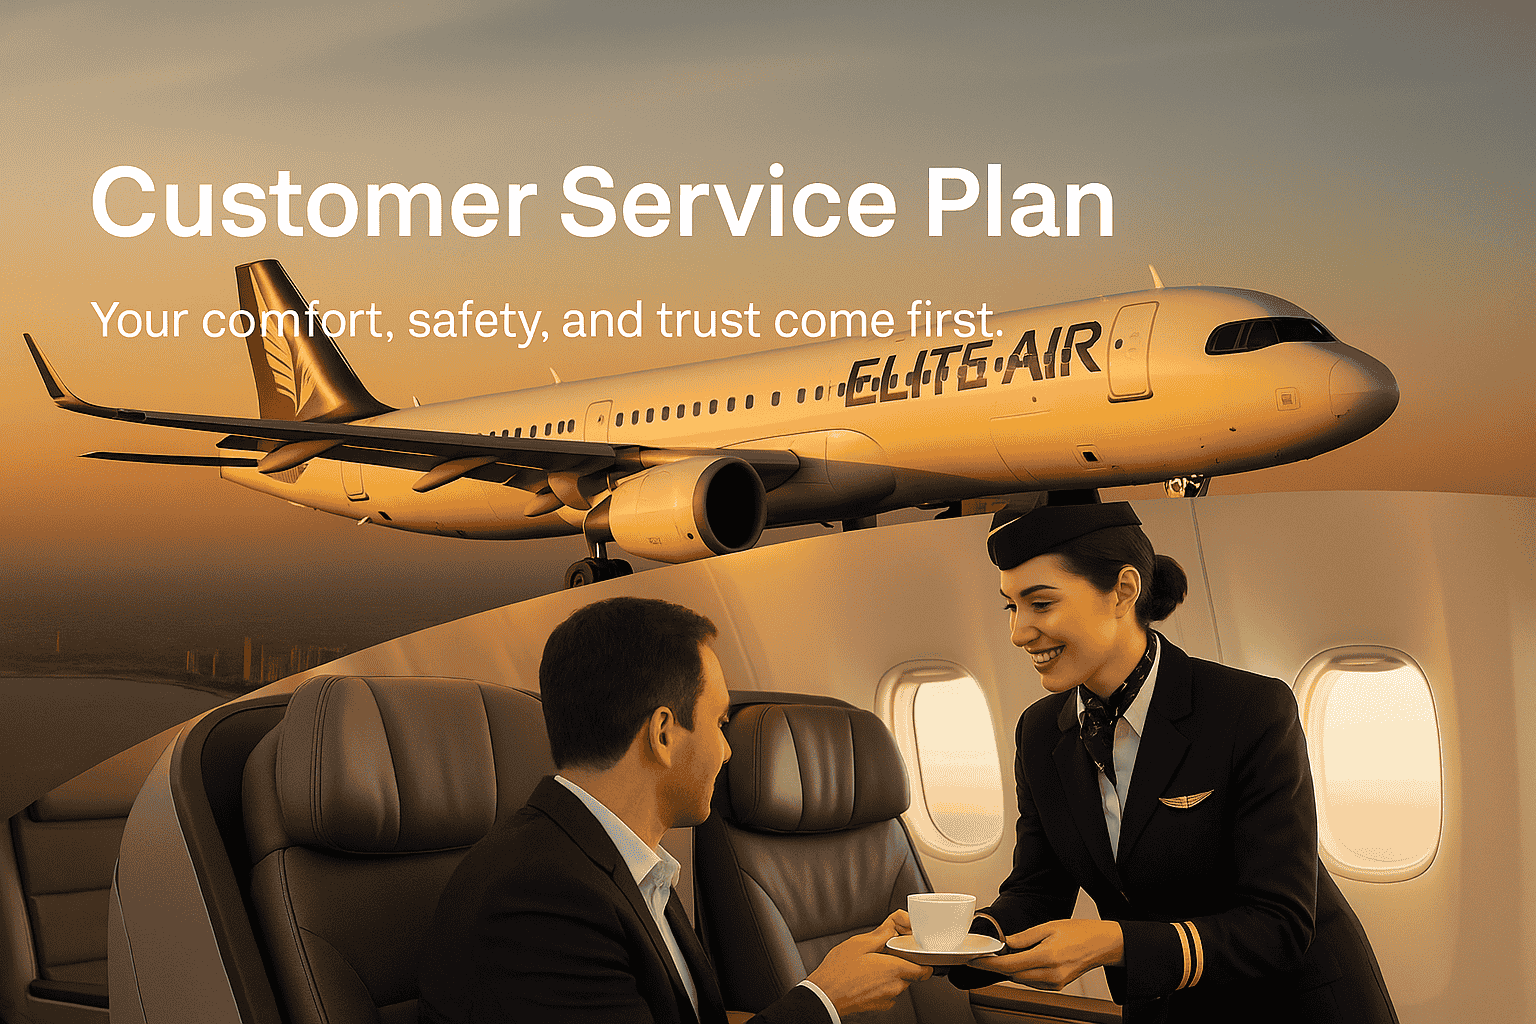 Customer Service Plan
Your comfort, safety, and trust come first.
ELITE AIR